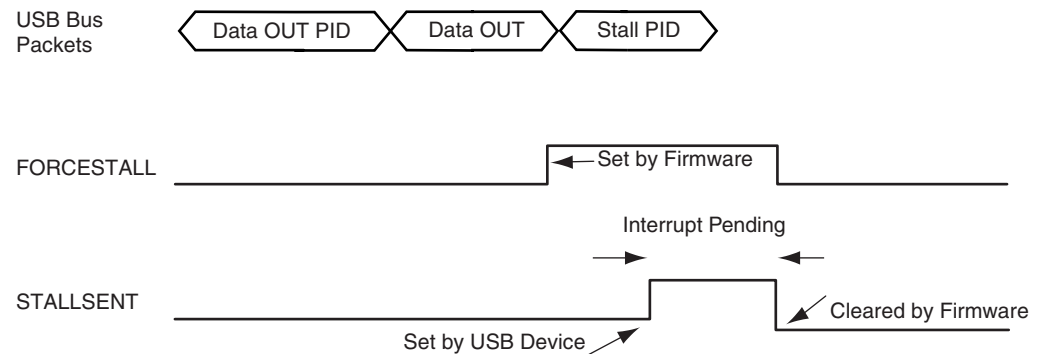 USB Bus
Packets
Data OUT PID
Data OUT
Stall PID
FORCESTALL
Set by Firmware
Interrupt Pending
STALLSENT
Cleared by Firmware
Set by USB Device